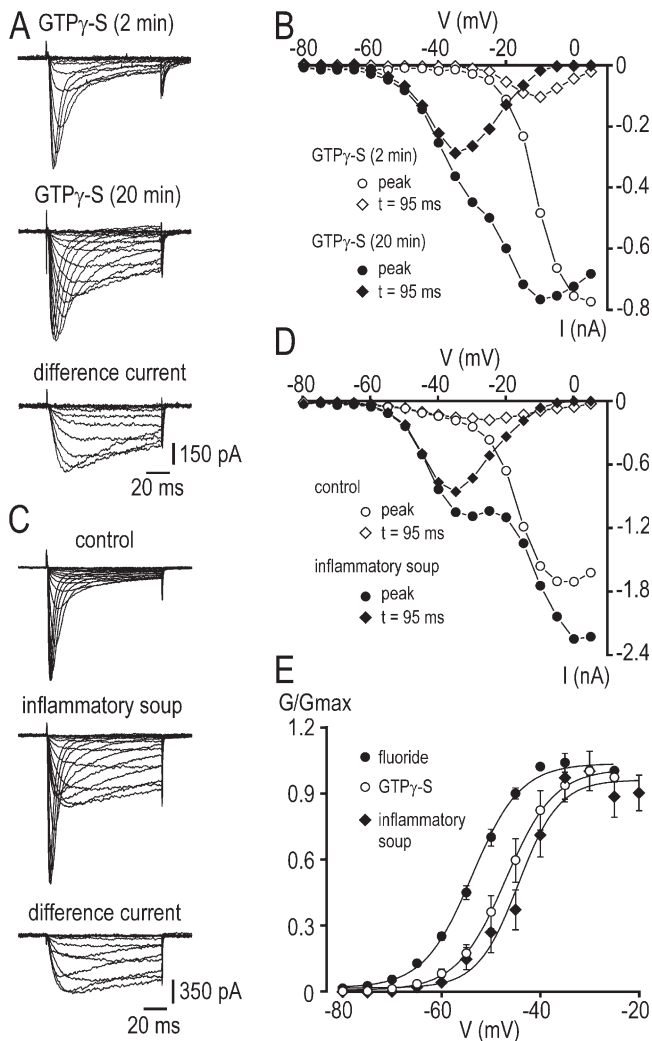 A
GTPγ-S (2 min)
GTPγ-S (20 min)
difference current
150 pA
20 ms
B
V (mV)
-80 -60 -40 -20 0
0
-0.2
-0.4
-0.6
-0.8
I (nA)
GTPγ-S (2 min)
peak
t = 95 ms
GTPγ-S (20 min)
peak
t = 95 ms
C
control
inflammatory soup
difference current
350 pA
20 ms
D
V (mV)
-80 -60 -40 -20 0
0
-0.6
-1.2
-1.8
-2.4
I (nA)
control
peak
t = 95 ms
inflammatory soup
peak
t = 95 ms
E
G/Gmax
1.2
0.9
0.6
0.3
0
fluoride
GTPγ-S
inflammatory
soup
-80 -60 -40 -20
V (mV)